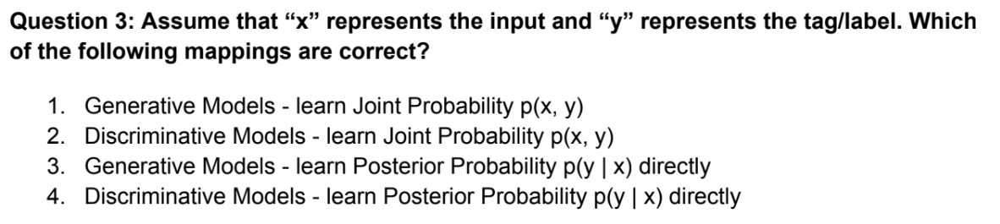 Question 3: Assume that “x” represents the input and “y” represents the tag/label. Which
of the following mappings are correct?
1. Generative Models - learn Joint Probability p(x, y)
2. Discriminative Models - learn Joint Probability p(x, y)
3. Generative Models - learn Posterior Probability p(y | x) directly
4. Discriminative Models - learn Posterior Probability p(y | x) directly